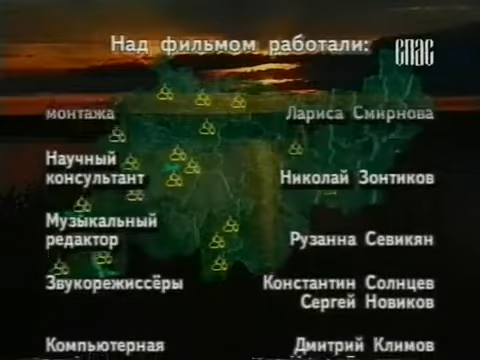 Над фильмом работали:
СПАС
монтажа Лариса Смирнова
Научный
консультант Николай Зонтиков
Музыкальный
редактор Рузанна Севикян
Звукорежиссёры Константин Солнцев
Сергей Новиков
Компьютерная Дмитрий Климов